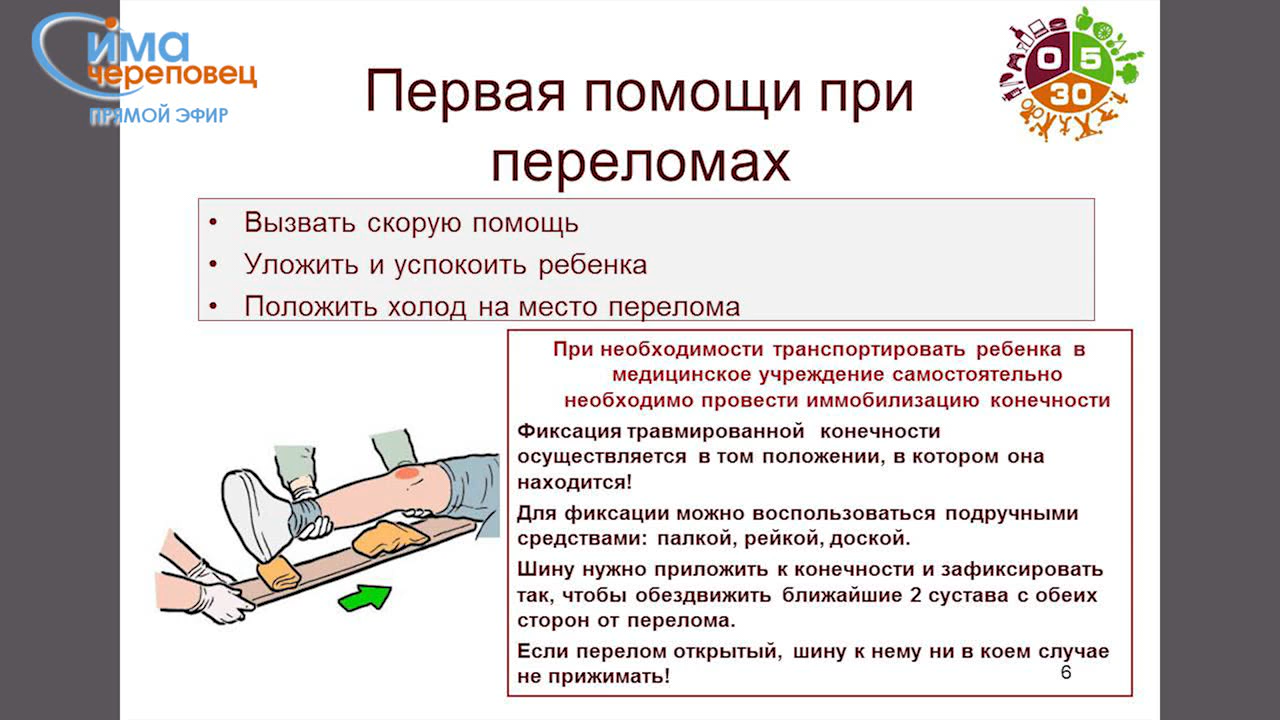 има
череповец
ПРЯМОЙ ЭФИР
0 5
30
Первая помощи при
переломах
• Вызвать скорую помощь
• Уложить и успокоить ребенка
• Положить холод на место перелома
При необходимости транспортировать ребенка в
медицинское учреждение самостоятельно
необходимо провести иммобилизацию конечности
Фиксация травмированной конечности
осуществляется в том положении, в котором она
находится!
Для фиксации можно воспользоваться подручными
средствами: палкой, рейкой, доской.
Шину нужно приложить к конечности и зафиксировать
так, чтобы обездвижить ближайшие 2 сустава с обеих
сторон от перелома.
Если перелом открытый, шину к нему ни в коем случае
не прижимать!
6